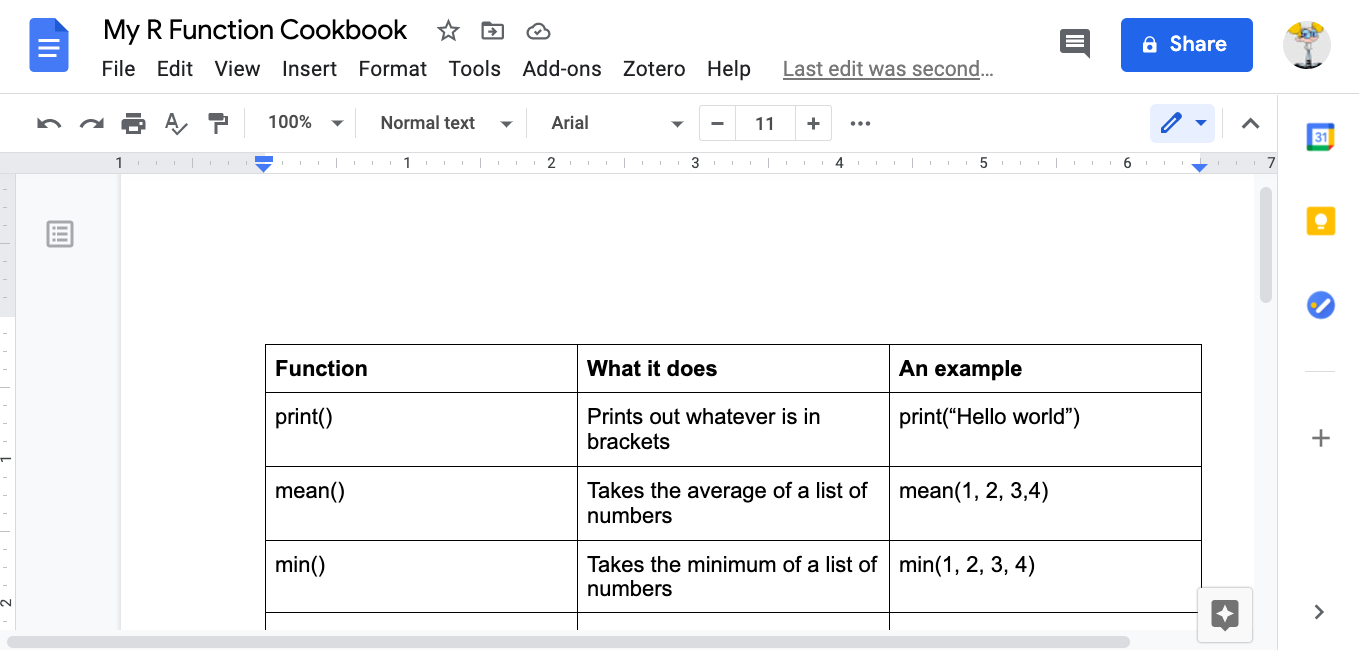 My R Function Cookbook
File Edit View Insert Format Tools Add-ons Zotero Help Last edit was second…
Share
100% Normal text Arial − 11 +
1 1 2 3 4 5 6 7
31
Function What it does An example
print() Prints out whatever is in print(“Hello world”)
brackets
mean() Takes the average of a list of mean(1, 2, 3,4)
numbers
min() Takes the minimum of a list of min(1, 2, 3, 4)
numbers
1
2